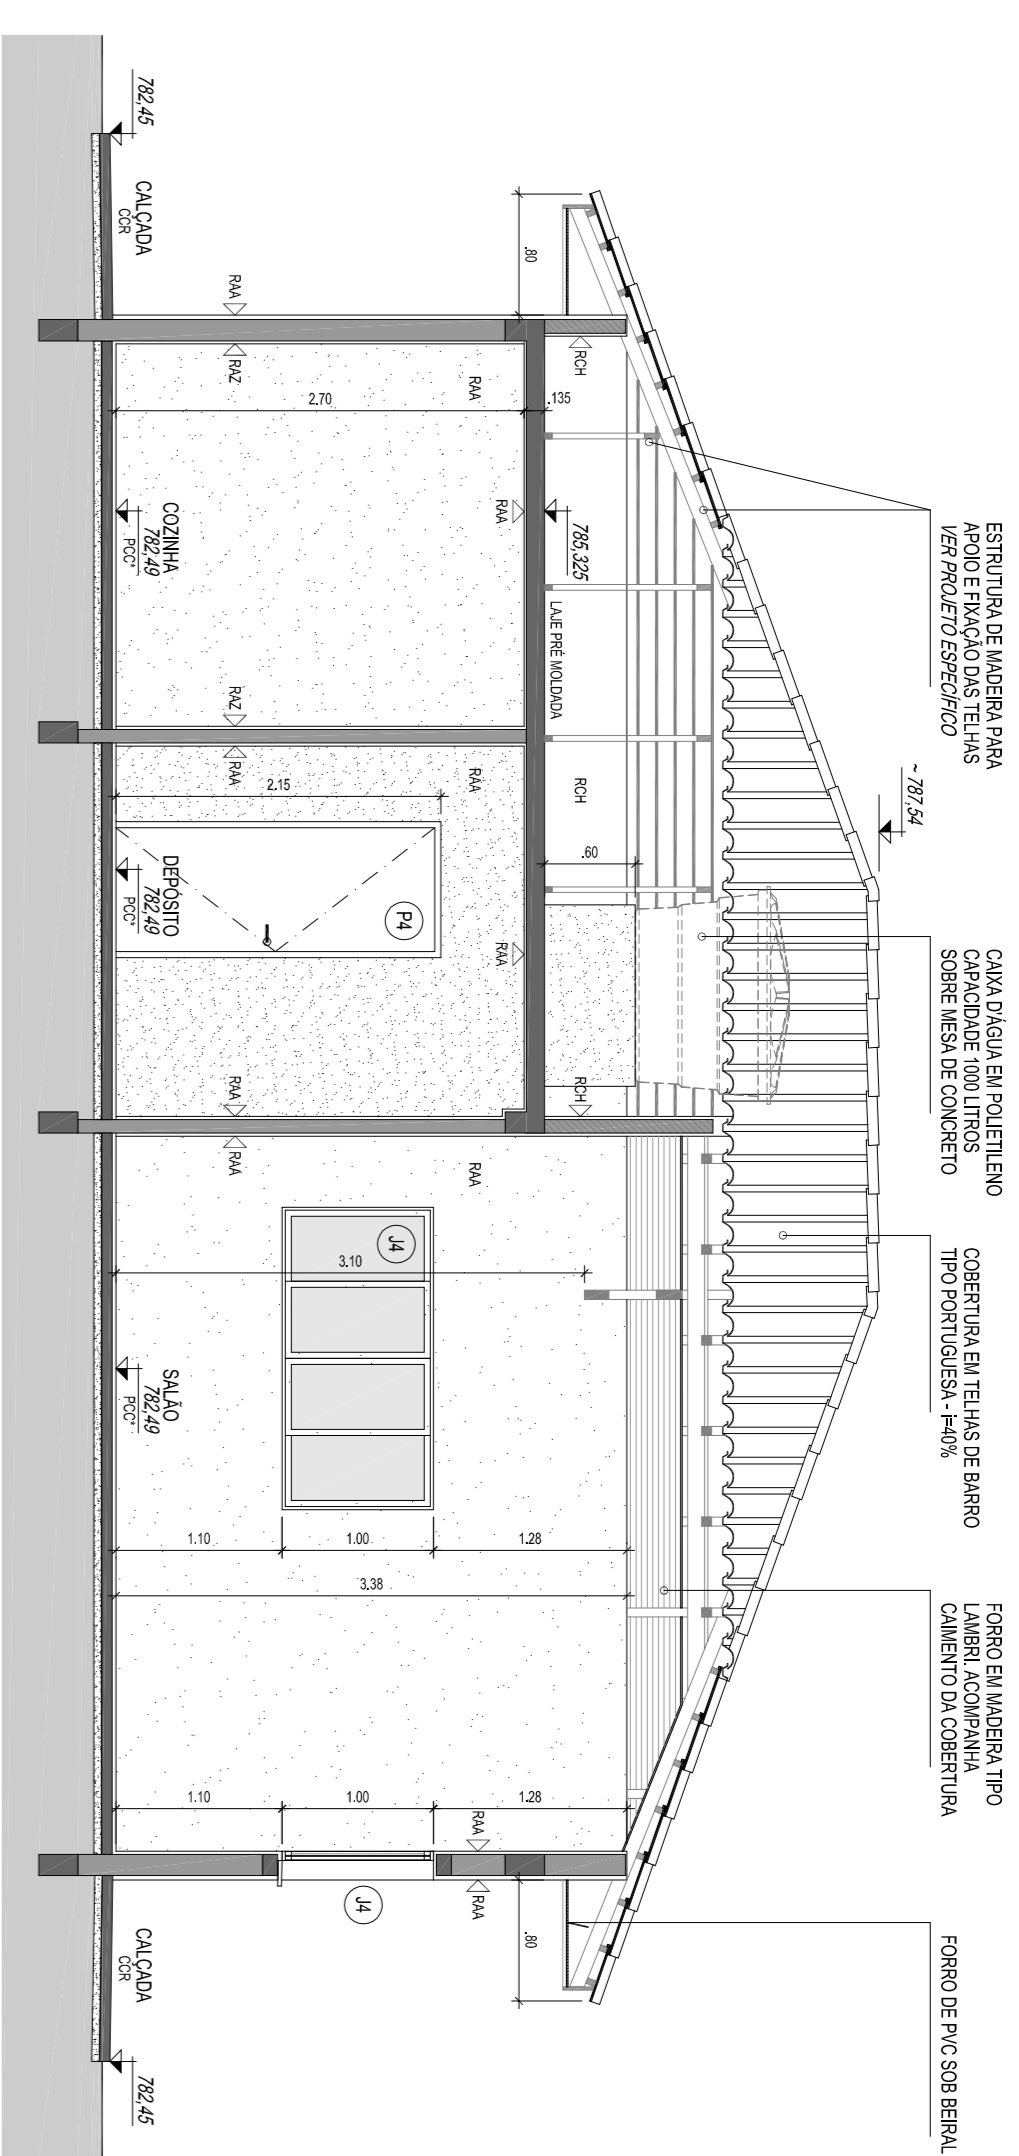 ESTRUTURA DE MADEIRA PARA
APOIO E FIXAÇÃO DAS TELHAS
VER PROJETO ESPECÍFICO
CAIXA D'ÁGUA EM POLIETILENO
CAPACIDADE 1000 LITROS
SOBRE MESA DE CONCRETO
COBERTURA EM TELHAS DE BARRO
TIPO PORTUGUESA - i=40%
FORRO EM MADEIRA TIPO
LAMBRI. ACOMPANHA
CAIMENTO DA COBERTURA
FORRO DE PVC SOB BEIRAL
~ 787,54
.80
RCH
.135
785,325
LAJE PRÉ MOLDADA
RCH
.60
RCH
.80
RAA
RAZ
2.70
RAA
RAA
COZINHA
782,49
PCC*
RAZ
RAA
RAA
2.15
P4
DEPÓSITO
782,49
PCC*
RAA
RAA
RAA
RAA
J4
3.10
SALÃO
782,49
PCC*
1.10
1.00
1.28
3.38
1.10
1.00
1.28
RAA
RAA
J4
782,45
CALÇADA
CCR
CALÇADA
CCR
782,45